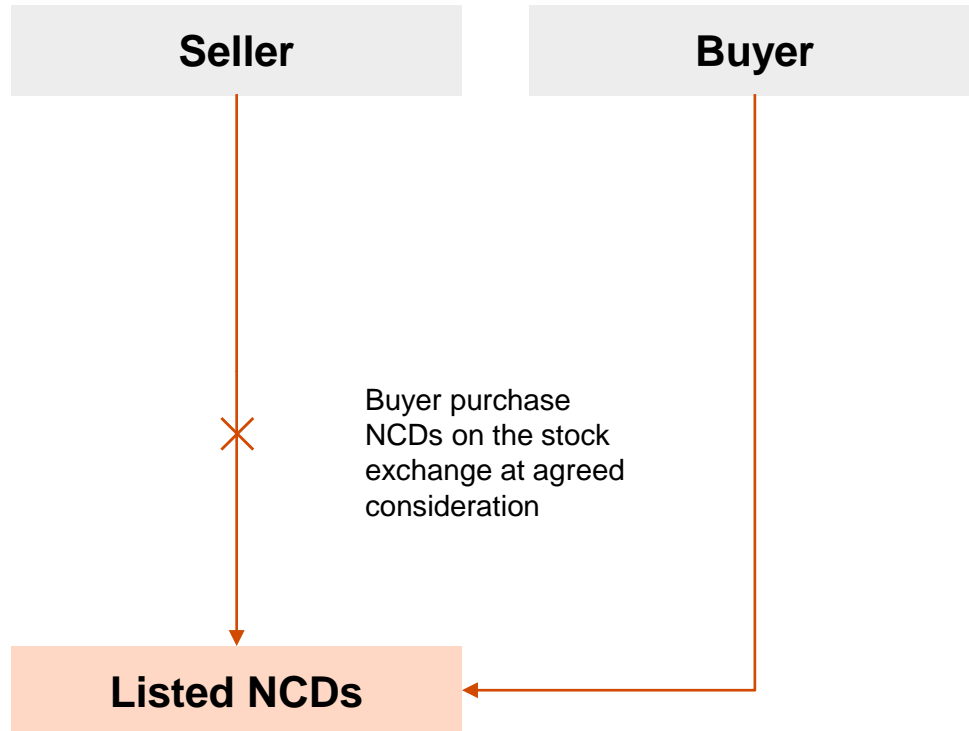 Seller
Buyer
Buyer purchase
NCDs on the stock
exchange at agreed
consideration
Listed NCDs